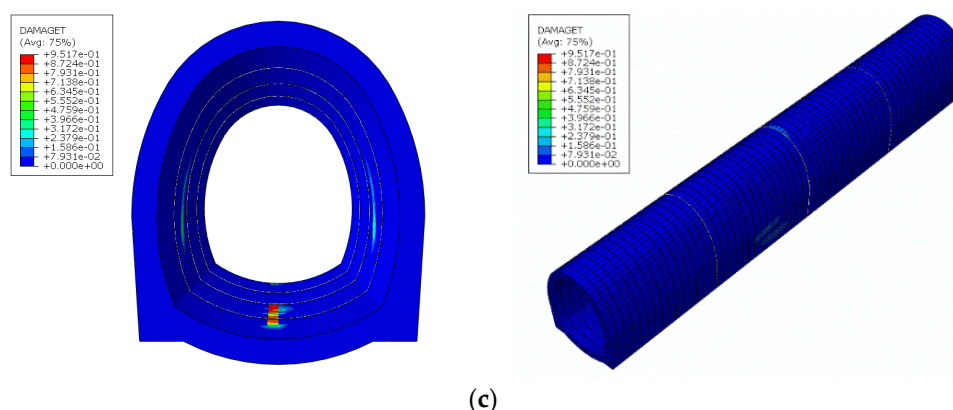 DAMAGET
(Avg: 75%)
+9.517e-01
+8.724e-01
+7.931e-01
+7.138e-01
+6.345e-01
+5.552e-01
+4.759e-01
+3.966e-01
+3.172e-01
+2.379e-01
+1.586e-01
+7.931e-02
+0.000e+00
DAMAGET
(Avg: 75%)
+9.517e-01
+8.724e-01
+7.931e-01
+7.138e-01
+6.345e-01
+5.552e-01
+4.759e-01
+3.966e-01
+3.172e-01
+2.379e-01
+1.586e-01
+7.931e-02
+0.000e+00
(c)